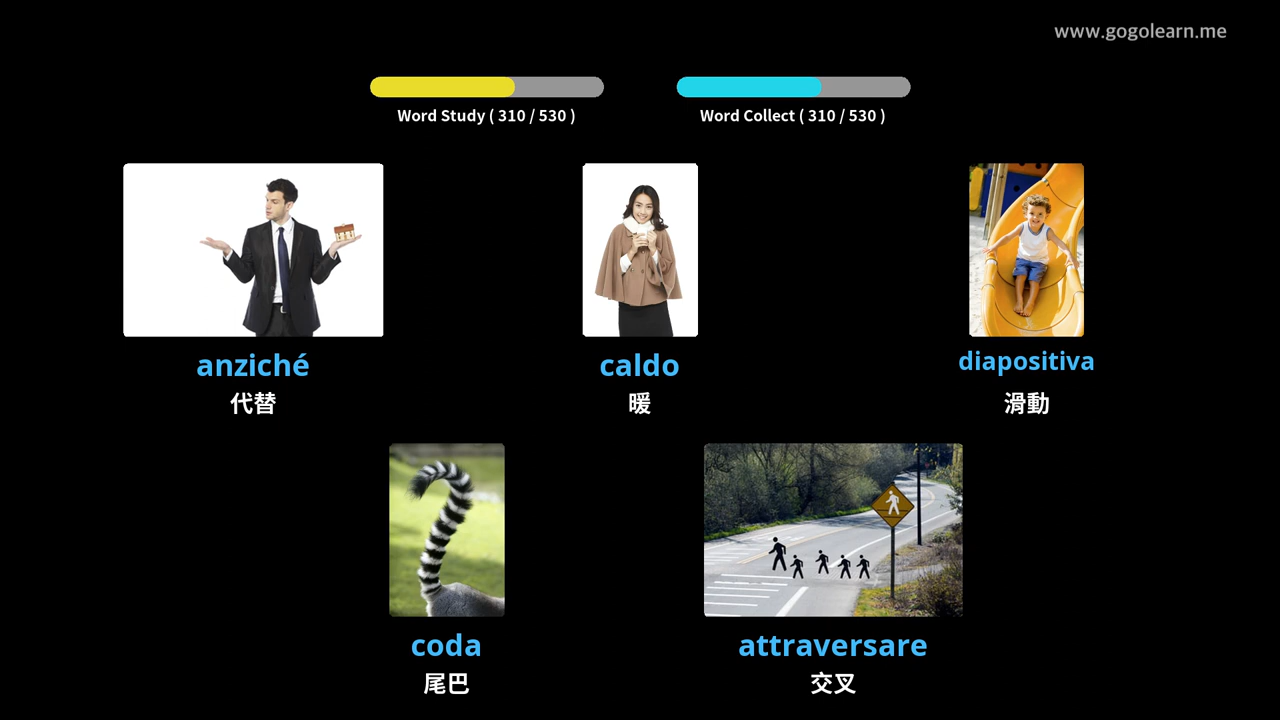 www.gogolearn.me
Word Study ( 310 / 530 )
Word Collect ( 310 / 530 )
anziché
代替
caldo
暖
diapositiva
滑動
coda
尾巴
attraversare
交叉